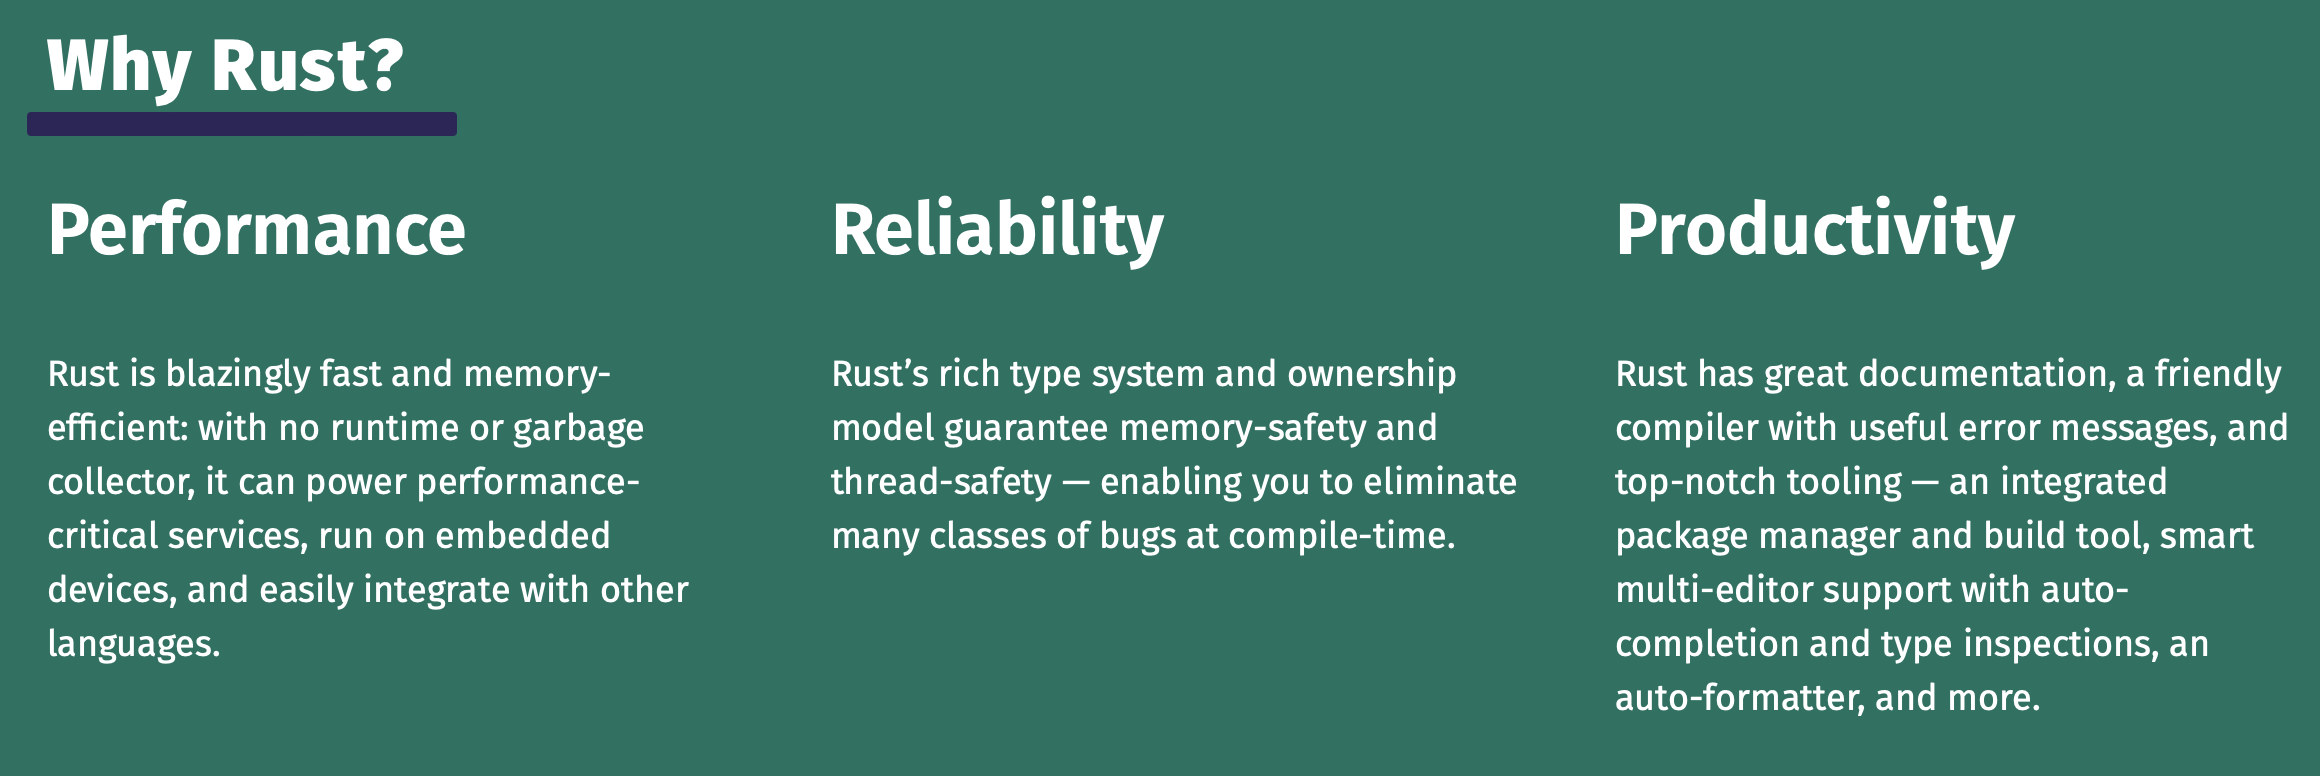 Why Rust?
Performance
Rust is blazingly fast and memory-
efficient: with no runtime or garbage
collector, it can power performance-
critical services, run on embedded
devices, and easily integrate with other
languages.
Reliability
Rust’s rich type system and ownership
model guarantee memory-safety and
thread-safety — enabling you to eliminate
many classes of bugs at compile-time.
Productivity
Rust has great documentation, a friendly
compiler with useful error messages, and
top-notch tooling — an integrated
package manager and build tool, smart
multi-editor support with auto-
completion and type inspections, an
auto-formatter, and more.